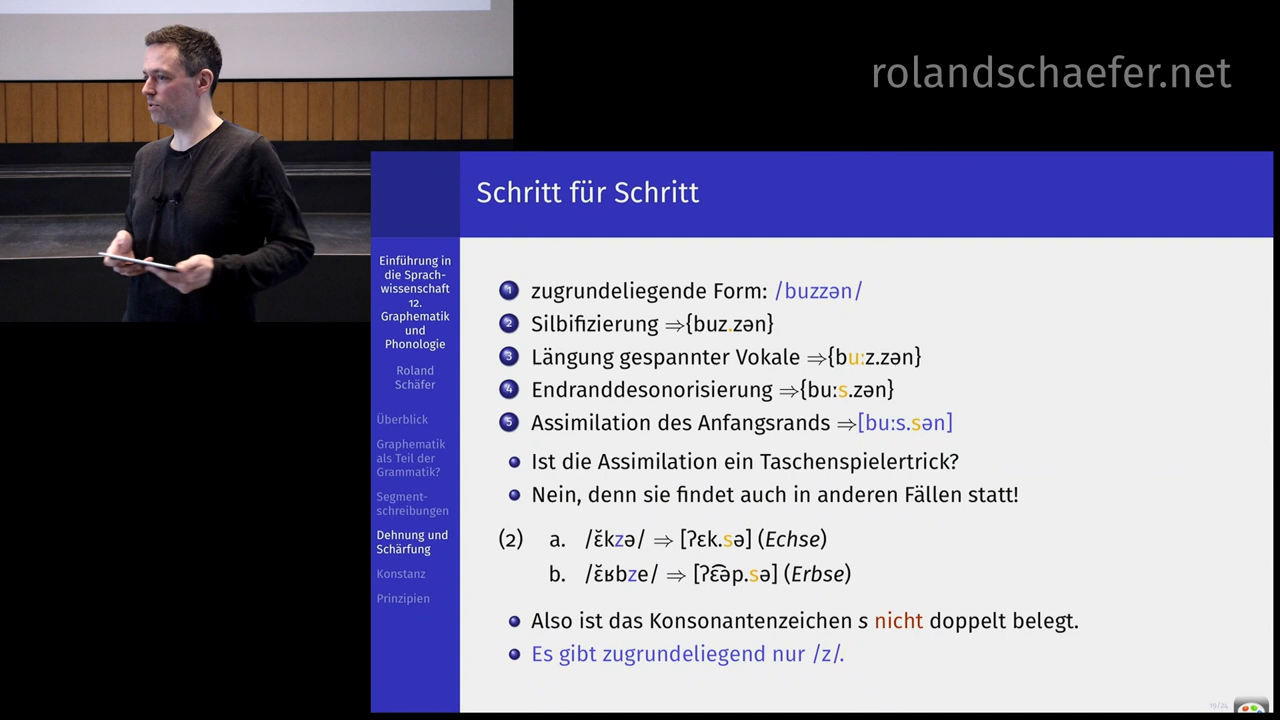 rolandschaefer.net
Schritt für Schritt
Einführung in
die Sprach-
wissenschaft
12.
Graphematik
und
Phonologie
Roland
Schäfer
Überblick
Graphematik
als Teil der
Grammatik?
Segment-
schreibungen
Dehnung und
Schärfung
Konstanz
Prinzipien
1 zugrundeliegende Form: /buzzən/
2 Silbifizierung ⇒{buz.zən}
3 Längung gespannter Vokale ⇒{buːz.zən}
4 Endranddesonorisierung ⇒{buːs.zən}
5 Assimilation des Anfangsrands ⇒[buːs.sən]
• Ist die Assimilation ein Taschenspielertrick?
• Nein, denn sie findet auch in anderen Fällen statt!
(2) a. /ɛ̆kzə/ ⇒ [ʔɛk.sə] (Echse)
b. /ɛ̆ʁbze/ ⇒ [ʔɛ͡əp.sə] (Erbse)
• Also ist das Konsonantenzeichen s nicht doppelt belegt.
• Es gibt zugrundeliegend nur /z/.
19/24